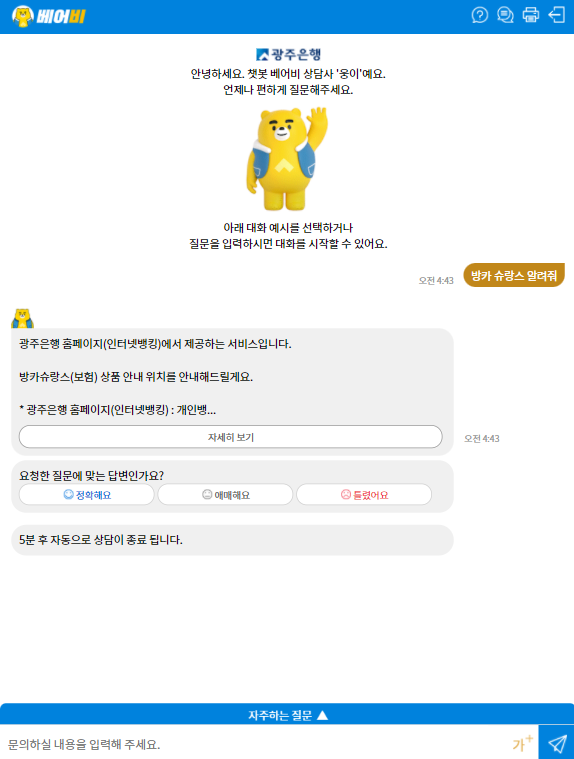 베어비
광주은행
안녕하세요. 챗봇 베어비 상담사 '웅이'예요.
언제나 편하게 질문해주세요.
아래 대화 예시를 선택하거나
질문을 입력하시면 대화를 시작할 수 있어요.
오전 4:43 방카 슈랑스 알려줘
광주은행 홈페이지(인터넷뱅킹)에서 제공하는 서비스입니다.
방카슈랑스(보험) 상품 안내 위치를 안내해드릴게요.
* 광주은행 홈페이지(인터넷뱅킹) : 개인뱅...
자세히 보기 오전 4:43
요청한 질문에 맞는 답변인가요?
정확해요 애매해요 틀렸어요
5분 후 자동으로 상담이 종료 됩니다.
자주하는 질문 ▲
문의하실 내용을 입력해 주세요. 가+